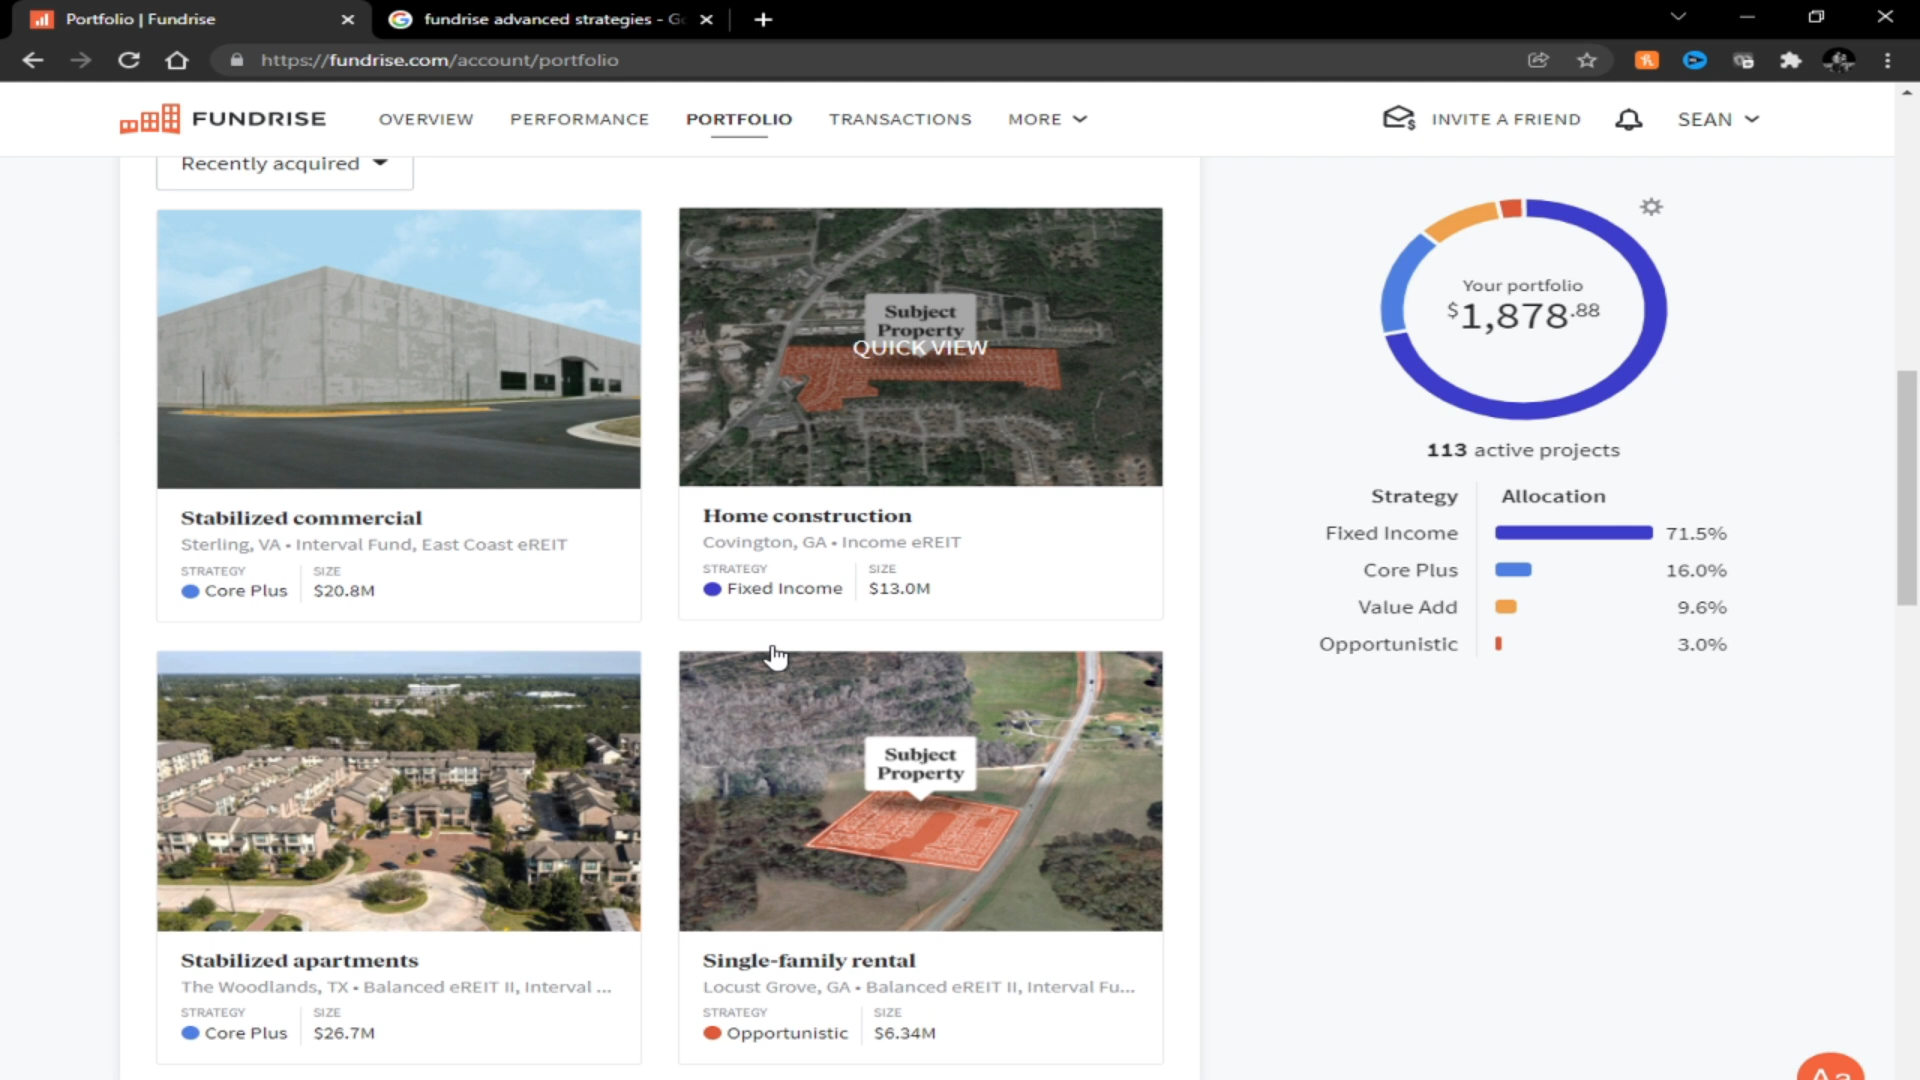 Portfolio | Fundrise
fundrise advanced strategies - Go
https://fundrise.com/account/portfolio
FUNDRISE
OVERVIEW
PERFORMANCE
PORTFOLIO
TRANSACTIONS
MORE
INVITE A FRIEND
SEAN
Recently acquired
Subject
Property
QUICK VIEW
Stabilized commercial
Sterling, VA • Interval Fund, East Coast eREIT
STRATEGY
SIZE
Core Plus
$20.8M
Home construction
Covington, GA • Income eREIT
STRATEGY
SIZE
Fixed Income
$13.0M
Subject
Property
Stabilized apartments
The Woodlands, TX • Balanced eREIT II, Interval ...
STRATEGY
SIZE
Core Plus
$26.7M
Single-family rental
Locust Grove, GA • Balanced eREIT II, Interval Fu...
STRATEGY
SIZE
Opportunistic
$6.34M
Your portfolio
$1,878.88
113 active projects
Strategy Allocation
Fixed Income 71.5%
Core Plus 16.0%
Value Add 9.6%
Opportunistic 3.0%
Aa